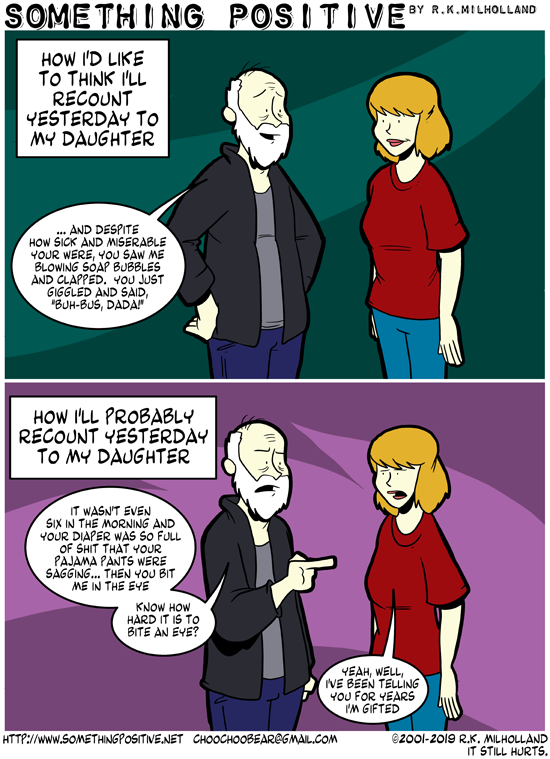 SOMETHING POSITIVE BY R.K.MILHOLLAND
HOW I'D LIKE
TO THINK I'LL
RECOUNT
YESTERDAY TO
MY DAUGHTER
... AND DESPITE
HOW SICK AND MISERABLE
YOUR WERE, YOU SAW ME
BLOWING SOAP BUBBLES
AND CLAPPED. YOU JUST
GIGGLED AND SAID,
"BUH-BUS, DADA!"
HOW I'LL PROBABLY
RECOUNT YESTERDAY
TO MY DAUGHTER
IT WASN'T EVEN
SIX IN THE MORNING AND
YOUR DIAPER WAS SO FULL
OF SHIT THAT YOUR
PAJAMA PANTS WERE
SAGGING... THEN YOU BIT
ME IN THE EYE
KNOW HOW
HARD IT IS TO
BITE AN EYE?
YEAH, WELL,
I'VE BEEN TELLING
YOU FOR YEARS
I'M GIFTED
HTTP://WWW.SOMETHINGPOSITIVE.NET CHOOCHOOBEAR@GMAIL.COM ©2001-2019 R.K. MILHOLLAND
IT STILL HURTS.